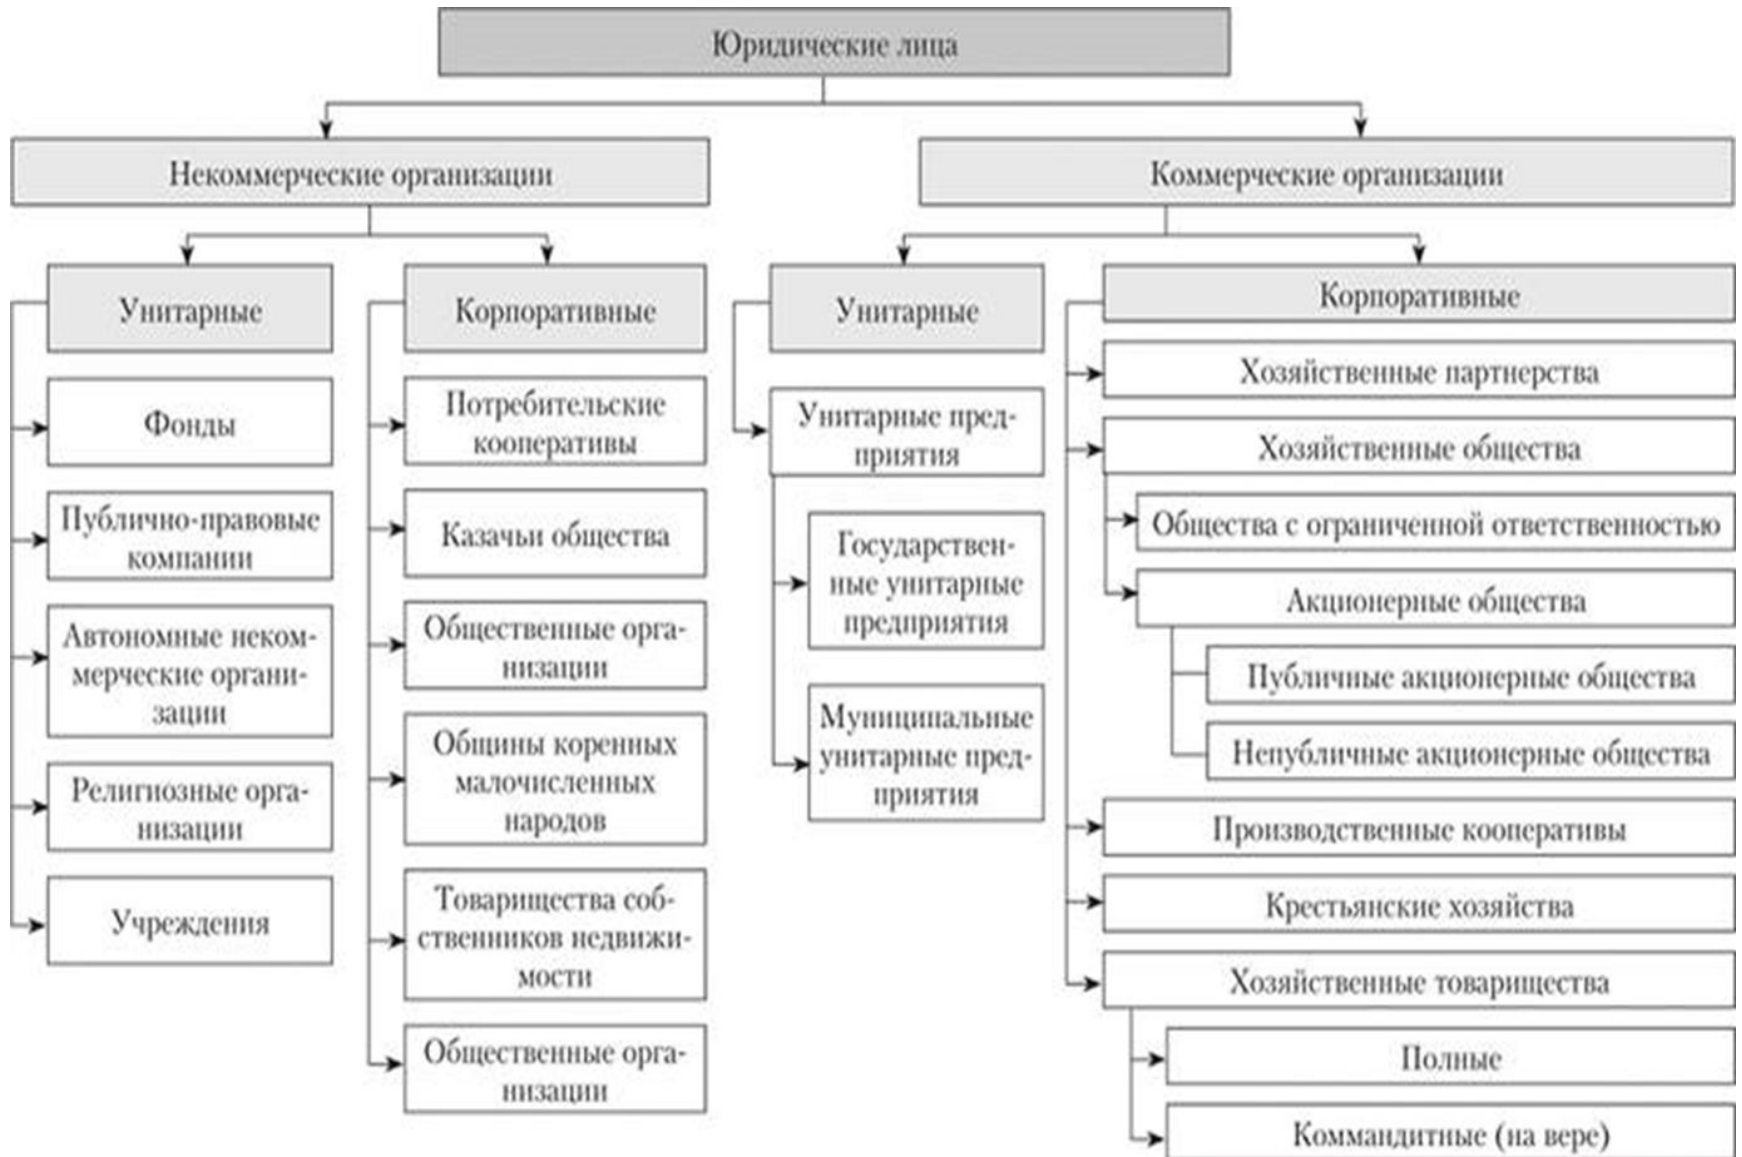 Юридические лица
Некоммерческие организации
Коммерческие организации
Унитарные
Фонды
Публично-правовые
компании
Автономные неком-
мерческие органи-
зации
Религиозные орга-
низации
Учреждения
Корпоративные
Потребительские
кооперативы
Казачьи общества
Общественные орга-
низации
Общины коренных
малочисленных
народов
Товарищества соб-
ственников недвижи-
мости
Общественные орга-
низации
Унитарные
Унитарные пред-
приятия
Государствен-
ные унитарные
предприятия
Муниципальные
унитарные пред-
приятия
Корпоративные
Хозяйственные партнерства
Хозяйственные общества
Общества с ограниченной ответственностью
Акционерные общества
Публичные акционерные общества
Непубличные акционерные общества
Производственные кооперативы
Крестьянские хозяйства
Хозяйственные товарищества
Полные
Коммандитные (на вере)